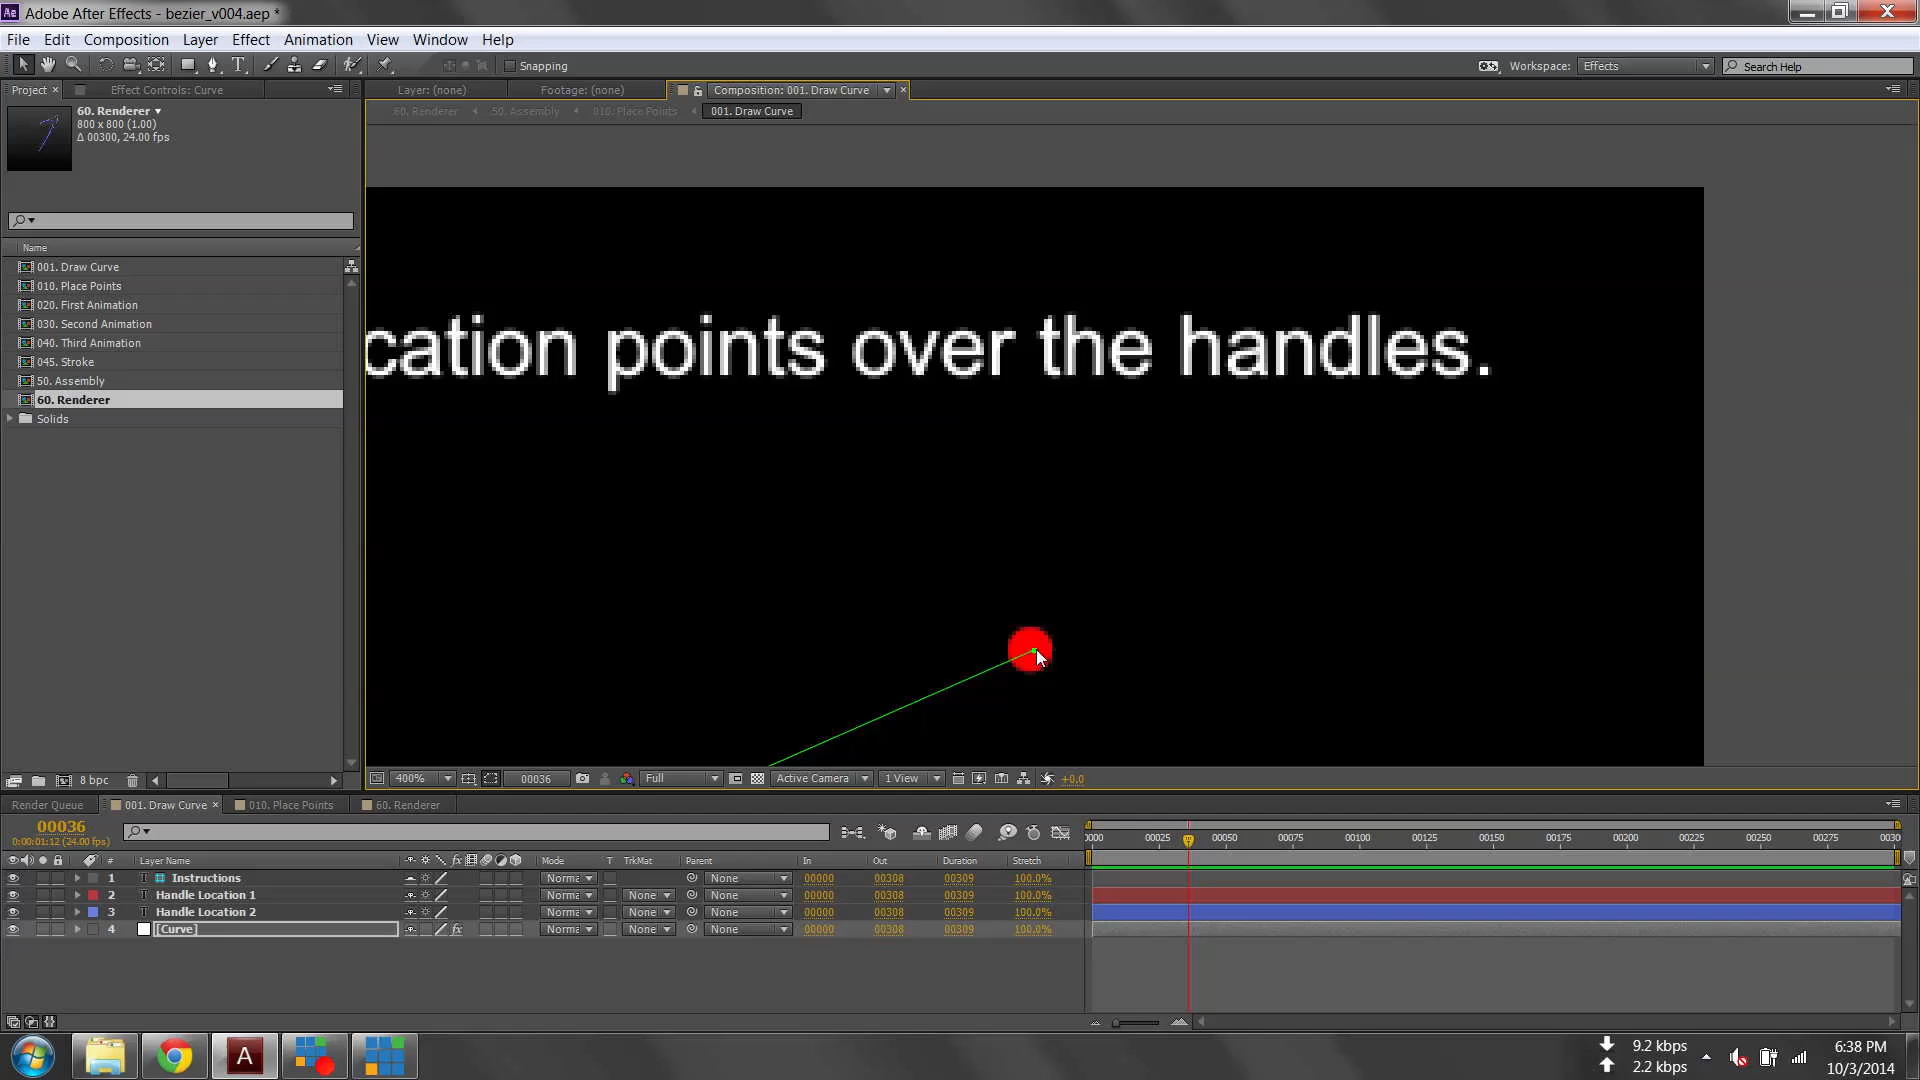 Adobe After Effects - bezier_v004.aep *
File Edit Composition Layer Effect Animation View Window Help
Snapping
Workspace: Effects
Search Help
Project
Effect Controls: Curve
Layer: (none)
Footage: (none)
Composition: 001. Draw Curve
60. Renderer
50. Assembly
010. Place Points
001. Draw Curve
60. Renderer
800 x 800 (1.00)
Δ 00300, 24.00 fps
Name
001. Draw Curve
010. Place Points
020. First Animation
030. Second Animation
040. Third Animation
045. Stroke
50. Assembly
60. Renderer
Solids
8 bpc
cation points over the handles.
400%
00036
Full
Active Camera
1 View
+0.0
Render Queue
001. Draw Curve
010. Place Points
60. Renderer
00036
0:00:01:12 (24.00 fps)
# Layer Name Mode T TrkMat Parent In Out Duration Stretch
0000 00025 00050 00075 00100 00125 00150 00175 00200 00225 00250 00275 0030
1 T Instructions Norma None 00000 00308 00309 100.0%
2 T Handle Location 1 Norma None None 00000 00308 00309 100.0%
3 T Handle Location 2 Norma None None 00000 00308 00309 100.0%
4 [Curve] Norma None None 00000 00308 00309 100.0%
9.2 kbps
2.2 kbps
6:38 PM
10/3/2014